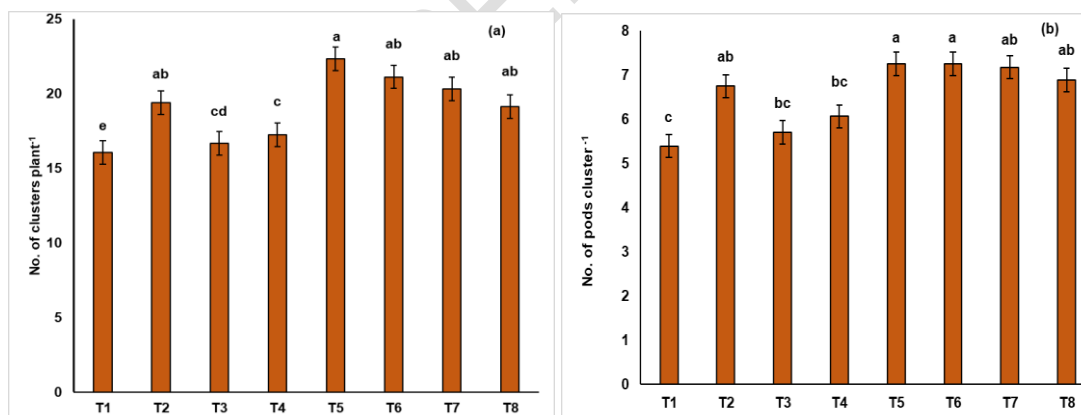 25
20
15
10
5
0
No. of clusters plant-1
(a)
e
ab
cd
c
a
ab
ab
ab
T1 T2 T3 T4 T5 T6 T7 T8
8
7
6
5
4
3
2
1
0
No. of pods cluster -1
(b)
c
ab
bc
bc
a
a
ab
ab
T1 T2 T3 T4 T5 T6 T7 T8